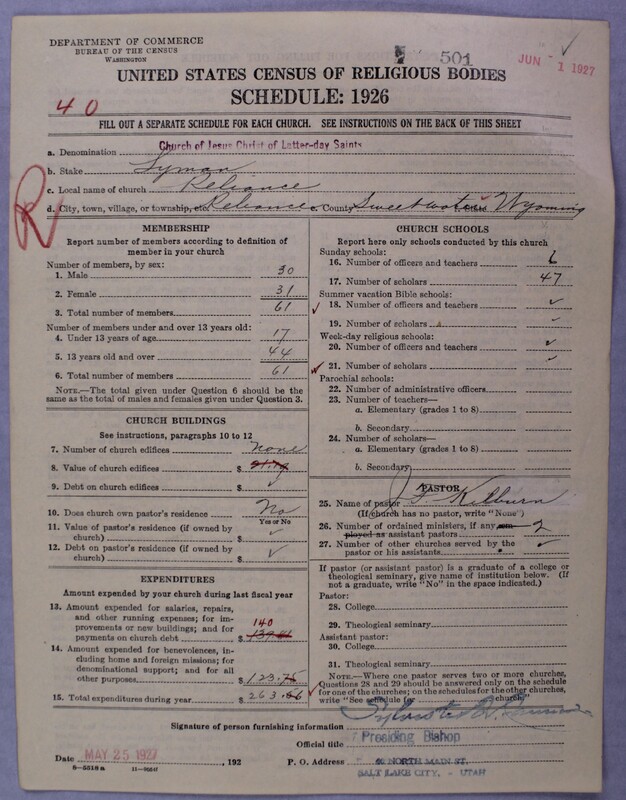 DEPARTMENT OF COMMERCE
BUREAU OF THE CENSUS
WASHINGTON
501
JUN 1 1927
UNITED STATES CENSUS OF RELIGIOUS BODIES
SCHEDULE: 1926
40
FILL OUT A SEPARATE SCHEDULE FOR EACH CHURCH. SEE INSTRUCTIONS ON THE BACK OF THIS SHEET
a. Denomination Church of Jesus Christ of Latter-day Saints
b. Stake Lyman
c. Local name of church Reliance
R
d. City, town, village, or township, etc. Reliance e. County Sweetwater Wyoming
MEMBERSHIP
Report number of members according to definition of
member in your church
Number of members, by sex:
1. Male 30
2. Female 31
3. Total number of members 61
Number of members under and over 13 years old:
4. Under 13 years of age 17
5. 13 years old and over 44
6. Total number of members 61
NOTE.—The total given under Question 6 should be
same as the total of males and females given under Question 3.
CHURCH BUILDINGS
See instructions, paragraphs 10 to 12
7. Number of church edifices none
8. Value of church edifices $
9. Debt on church edifices $ ✓
10. Does church own pastor's residence No
Yes or No
11. Value of pastor's residence (if owned by
church) $ ✓
12. Debt on pastor's residence (if owned by
church) $ ✓
EXPENDITURES
Amount expended by your church during last fiscal year
13. Amount expended for salaries, repairs,
and other running expenses; for im-
provements or new buildings; and for
payments on church debt $ 140
14. Amount expended for benevolences,
including home and foreign missions; for
denominational support; and for all
other purposes $ 123.75
15. Total expenditures during year $ 263.66
CHURCH SCHOOLS
Report here only schools conducted by this church
Sunday schools:
16. Number of officers and teachers 6
17. Number of scholars 47
Summer vacation Bible schools:
18. Number of officers and teachers ✓
19. Number of scholars ✓
Week-day religious schools:
20. Number of officers and teachers ✓
21. Number of scholars ✓
Parochial schools:
22. Number of administrative officers
23. Number of teachers—
a. Elementary (grades 1 to 8)
b. Secondary
24. Number of scholars—
a. Elementary (grades 1 to 8)
b. Secondary
PASTOR
25. Name of pastor J. F. Kilburn
(If church has no pastor, write "None")
26. Number of ordained ministers, if any em-
ployed as assistant pastors 2
27. Number of other churches served by the
pastor or his assistants ✓
If pastor (or assistant pastor) is a graduate of a college or
theological seminary, give name of institution below. (If
not a graduate, write "No" in the space indicated.)
Pastor:
28. College
29. Theological seminary
Assistant pastor:
30. College
31. Theological seminary
NOTE.—Where one pastor serves two or more churches,
Questions 28 and 29 should be answered only on the schedule
for one of the churches; on the schedules for the other churches,
write "See schedule for church"
Signature of person furnishing information
Official title Presiding Bishop
Date MAY 25 1927, 192
P. O. Address 40 NORTH MAIN ST.
SALT LAKE CITY, - UTAH
8-5518 a